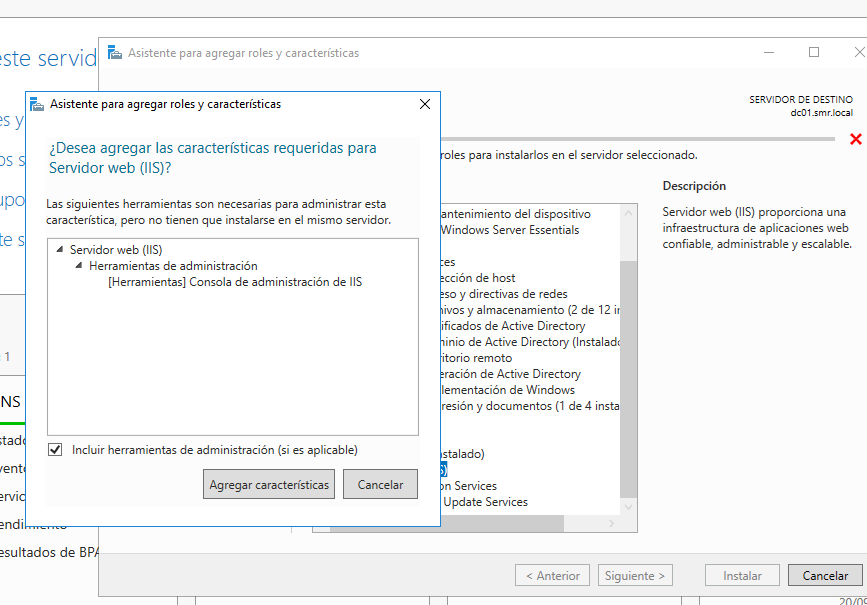 este servid
Asistente para agregar roles y características
SERVIDOR DE DESTINO
dc01.smr.local
Asistente para agregar roles y características
¿Desea agregar las características requeridas para
Servidor web (IIS)?
Las siguientes herramientas son necesarias para administrar esta
característica, pero no tienen que instalarse en el mismo servidor.
Servidor web (IIS)
Herramientas de administración
[Herramientas] Consola de administración de IIS
Incluir herramientas de administración (si es aplicable)
Agregar características
Cancelar
roles para instalarlos en el servidor seleccionado.
antenimiento del dispositivo
Windows Server Essentials
ces
ección de host
eso y directivas de redes
ivos y almacenamiento (2 de 12 in
ificados de Active Directory
minio de Active Directory (Instalado
itorio remoto
eración de Active Directory
lementación de Windows
resión y documentos (1 de 4 insta
stalado)
S)
on Services
Update Services
Descripción
Servidor web (IIS) proporciona una
infraestructura de aplicaciones web
confiable, administrable y escalable.
es y
os s
upo
te s
1
NS
stado
vento
ervic
endimiento
esultados de BPA
< Anterior
Siguiente >
Instalar
Cancelar
20/09